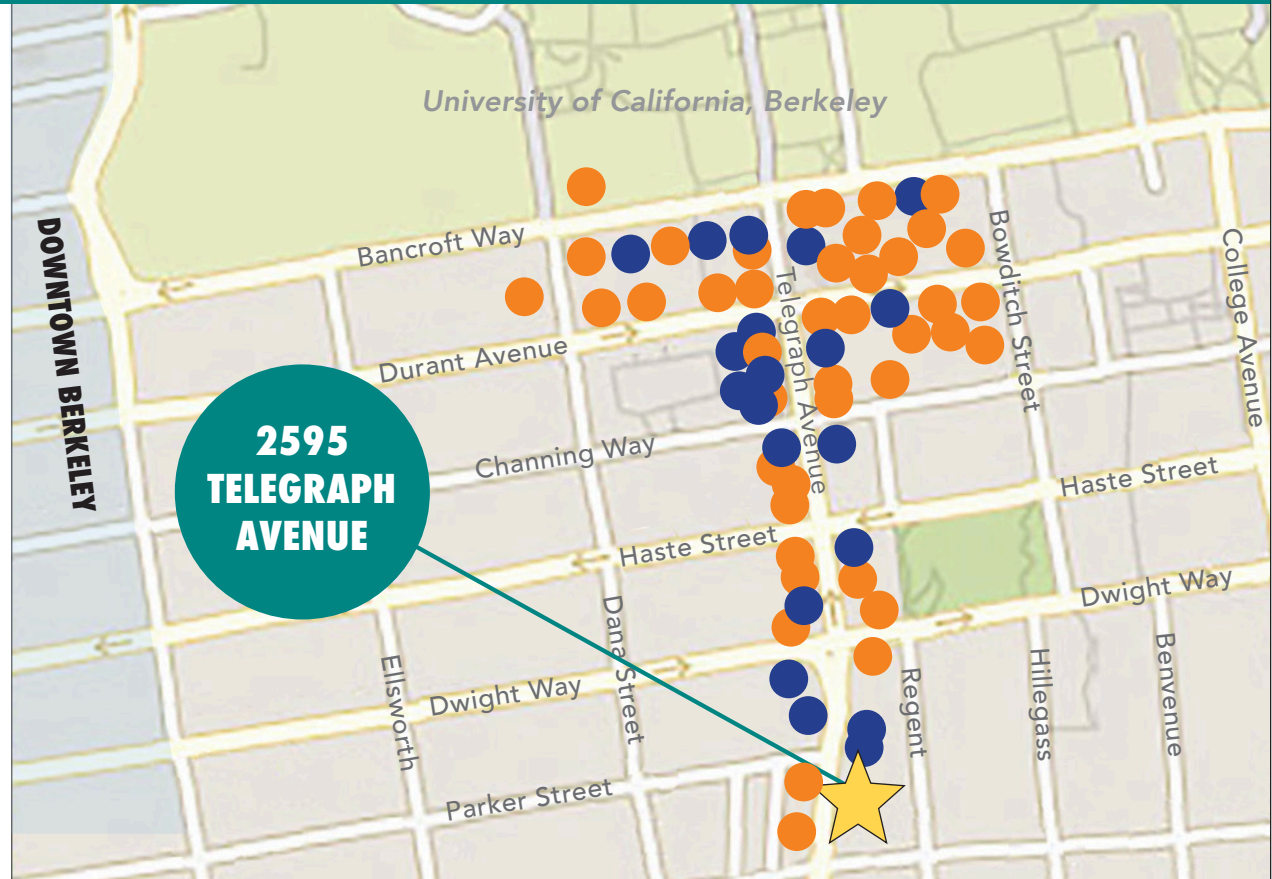 University of California, Berkeley
DOWNTOWN BERKELEY
Bancroft Way
Bowditch Street
College Avenue
Telegraph Avenue
Durant Avenue
2595
TELEGRAPH
AVENUE
Channing Way
Haste Street
Haste Street
Dwight Way
Dana Street
Ellsworth
Dwight Way
Regent
Hillegass
Benvenue
Parker Street